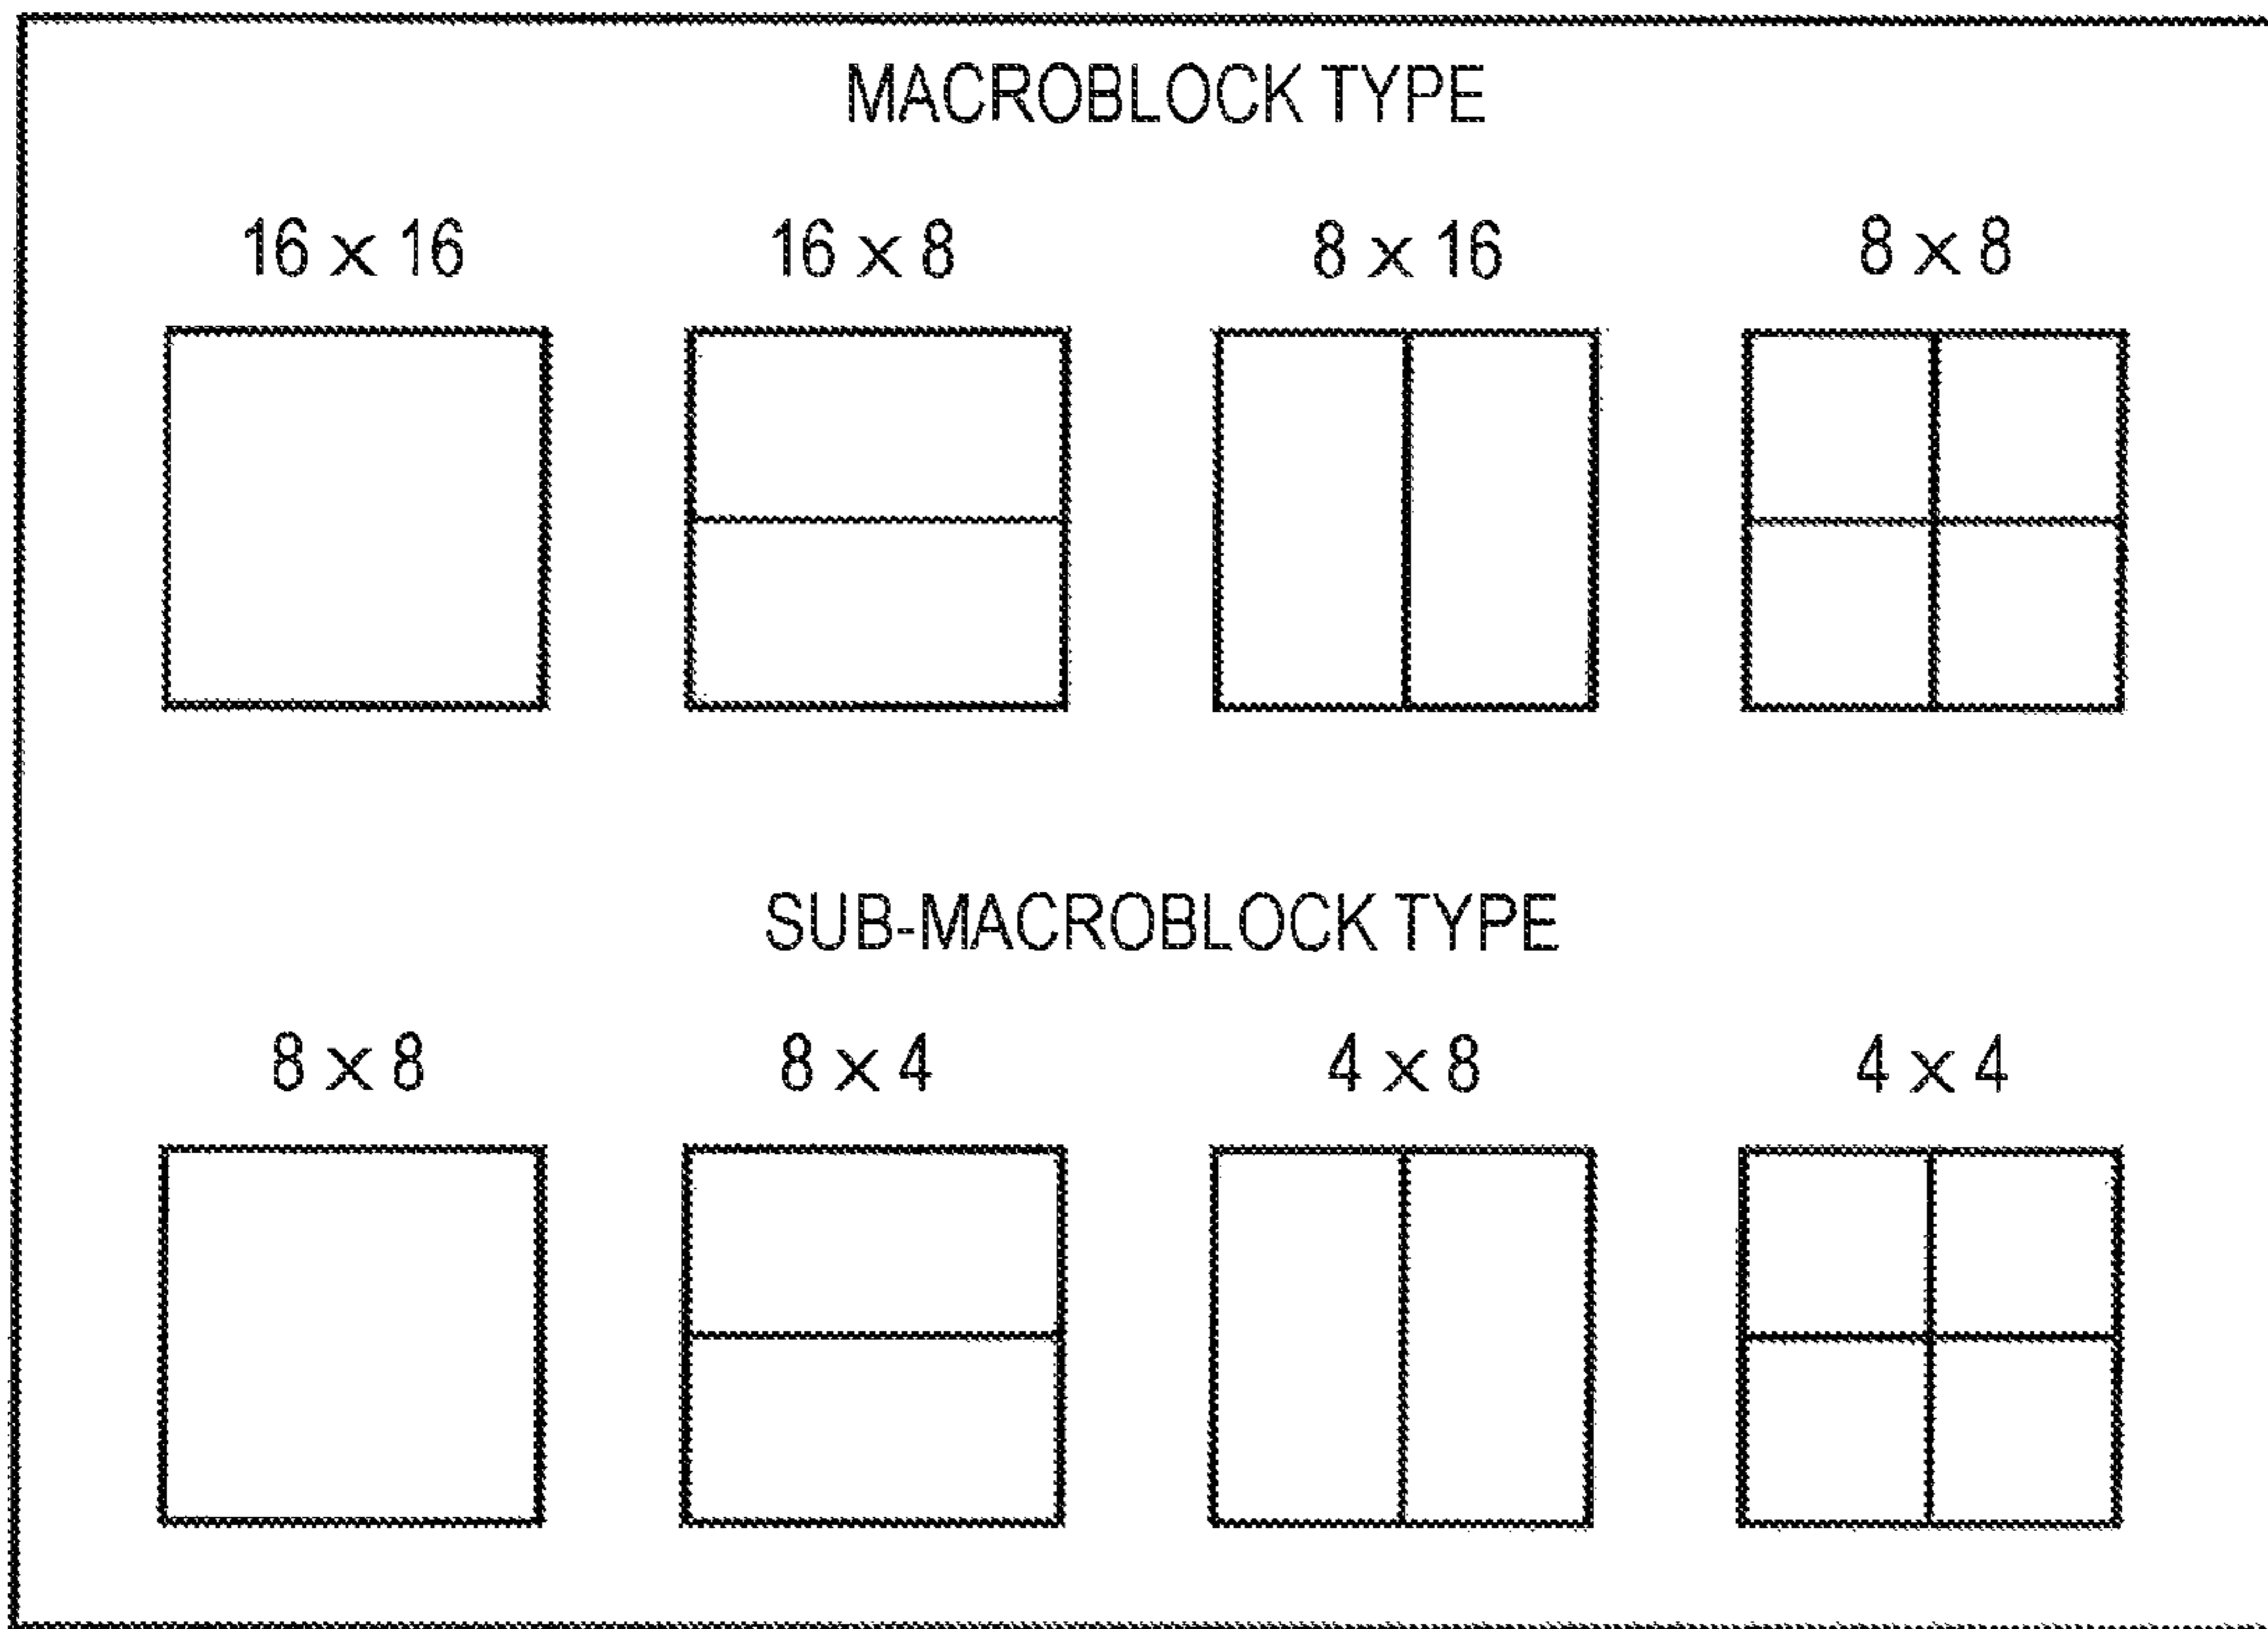 MACROBLOCK TYPE
16 x 16 16 x 8 8 x 16 8 x 8
SUB-MACROBLOCK TYPE
8 x 8 8 x 4 4 x 8 4 x 4